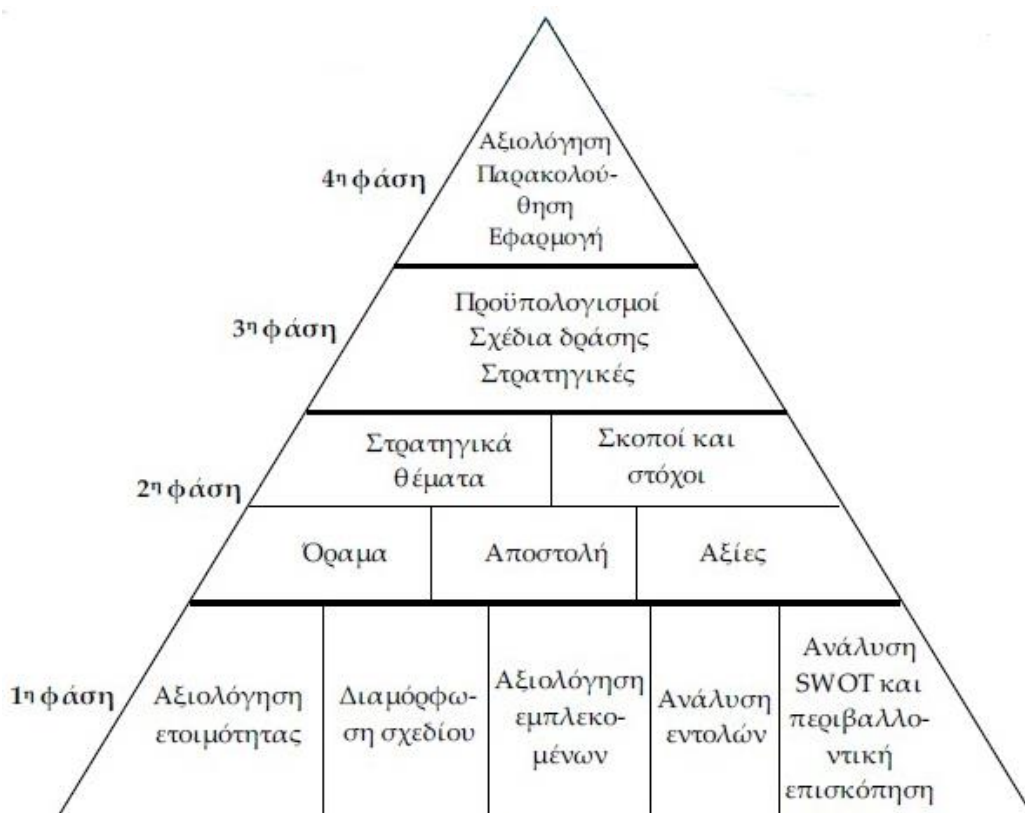 Αξιολόγηση
4η φάση
Παρακολού-
θηση
Εφαρμογή
3η φάση
Προϋπολογισμοί
Σχέδια δράσης
Στρατηγικές
2η φάση
Στρατηγικά
θέματα
Σκοποί και
στόχοι
Όραμα
Αποστολή
Αξίες
1η φάση
Αξιολόγηση
ετοιμότητας
Διαμόρφω-
ση σχεδίου
Αξιολόγηση
εμπλεκο-
μένων
Ανάλυση
εντολών
Ανάλυση
SWOT και
περιβαλλο-
ντική
επισκόπηση